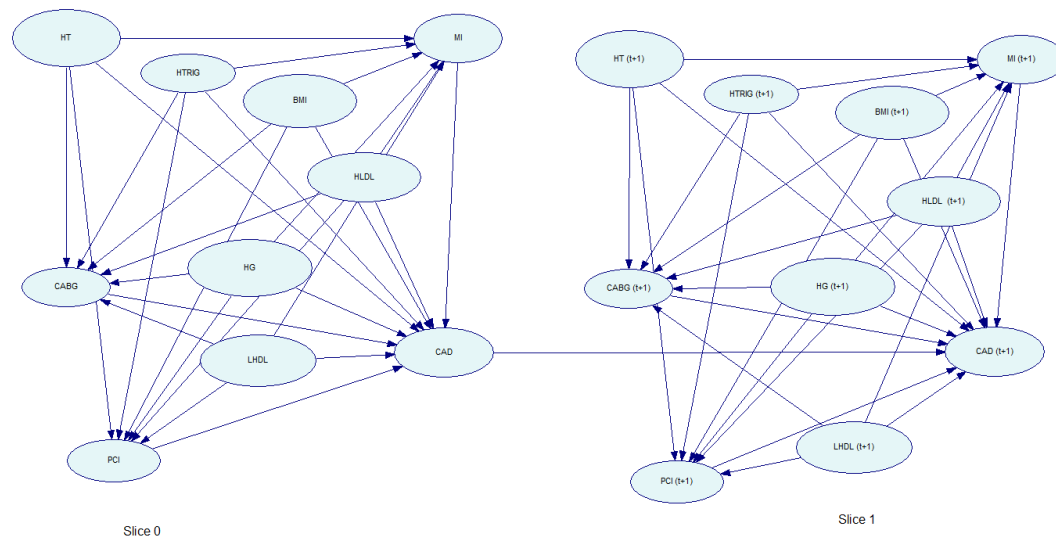 HT
MI
HTRIG
BMI
HLDL
HG
CABG
LHDL
CAD
PCI
Slice 0
HT (t+1)
MI (t+1)
HTRIG (t+1)
BMI (t+1)
HLDL (t+1)
HG (t+1)
CABG (t+1)
CAD (t+1)
LHDL (t+1)
PCI (t+1)
Slice 1